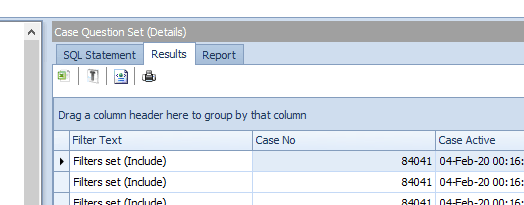 Case Question Set (Details)
SQL Statement Results Report
Drag a column header here to group by that column
Filter Text Case No Case Active
Filters set (Include) 84041 04-Feb-20 00:16:
Filters set (Include) 84041 04-Feb-20 00:16:
Filters set (Include) 84041 04-Feb-20 00:16: